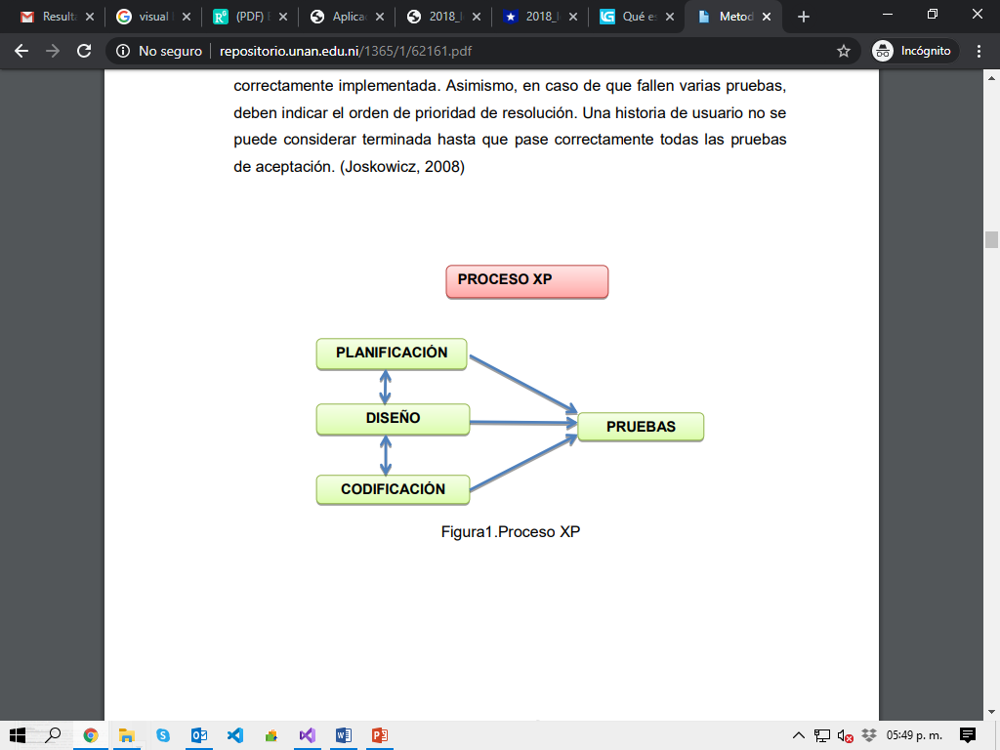 Resulta
visual
(PDF)
Aplica
2018_
2018_
Qué es
Metod
No seguro
repositorio.unan.edu.ni/1365/1/62161.pdf
Incógnito
correctamente implementada. Asimismo, en caso de que fallen varias pruebas,
deben indicar el orden de prioridad de resolución. Una historia de usuario no se
puede considerar terminada hasta que pase correctamente todas las pruebas
de aceptación. (Joskowicz, 2008)
PROCESO XP
PLANIFICACIÓN
DISEÑO
PRUEBAS
CODIFICACIÓN
Figura1.Proceso XP
05:49 p. m.